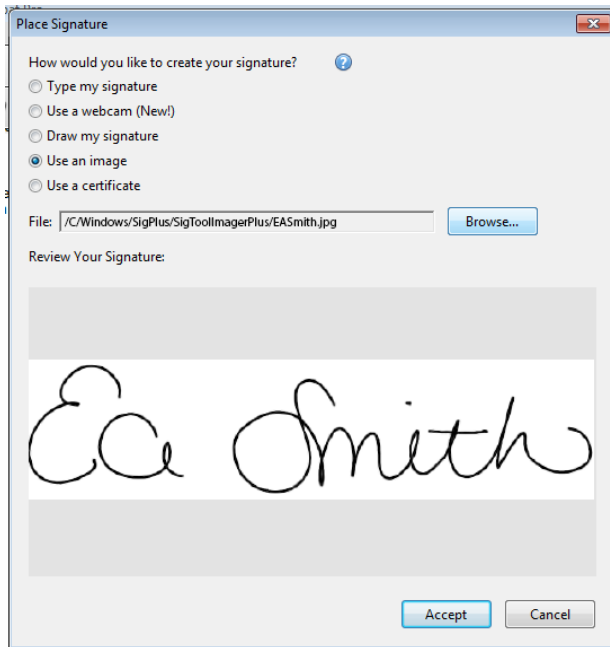 Place Signature
How would you like to create your signature? ?
Type my signature
Use a webcam (New!)
Draw my signature
Use an image
Use a certificate
File: /C/Windows/SigPlus/SigToolImagerPlus/EASmith.jpg Browse...
Review Your Signature:
Ea Smith
Accept Cancel